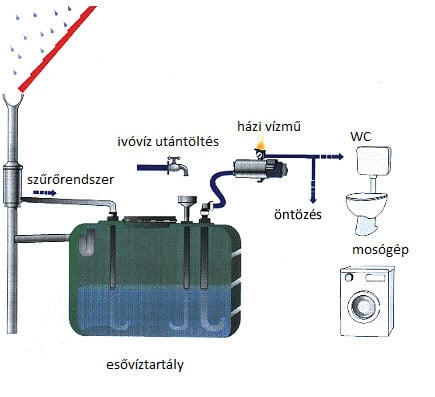 házi vízmű
WC
ivóvíz utántöltés
szűrőrendszer
öntözés
mosógép
esővíztartály